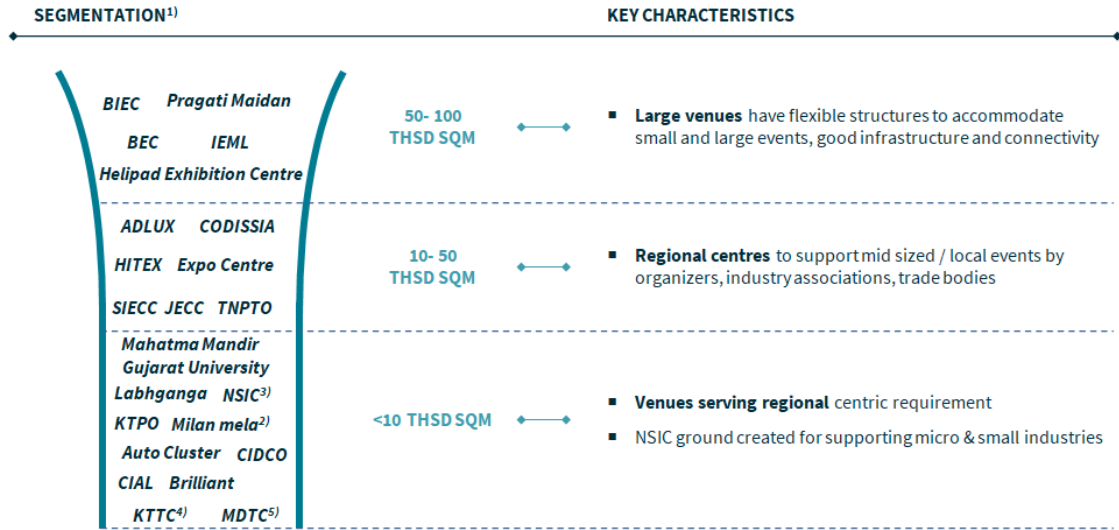 SEGMENTATION¹⁾ KEY CHARACTERISTICS
BIEC Pragati Maidan
BEC IEML
Helipad Exhibition Centre
50- 100
THSD SQM
▪ Large venues have flexible structures to accommodate
small and large events, good infrastructure and connectivity
ADLUX CODISSIA
HITEX Expo Centre
SIECC JECC TNPTO
10- 50
THSD SQM
▪ Regional centres to support mid sized / local events by
organizers, industry associations, trade bodies
Mahatma Mandir
Gujarat University
Labhganga NSIC³⁾
KTPO Milan mela²⁾
Auto Cluster CIDCO
CIAL Brilliant
KTTC⁴⁾ MDTC⁵⁾
<10 THSD SQM
▪ Venues serving regional centric requirement
▪ NSIC ground created for supporting micro & small industries